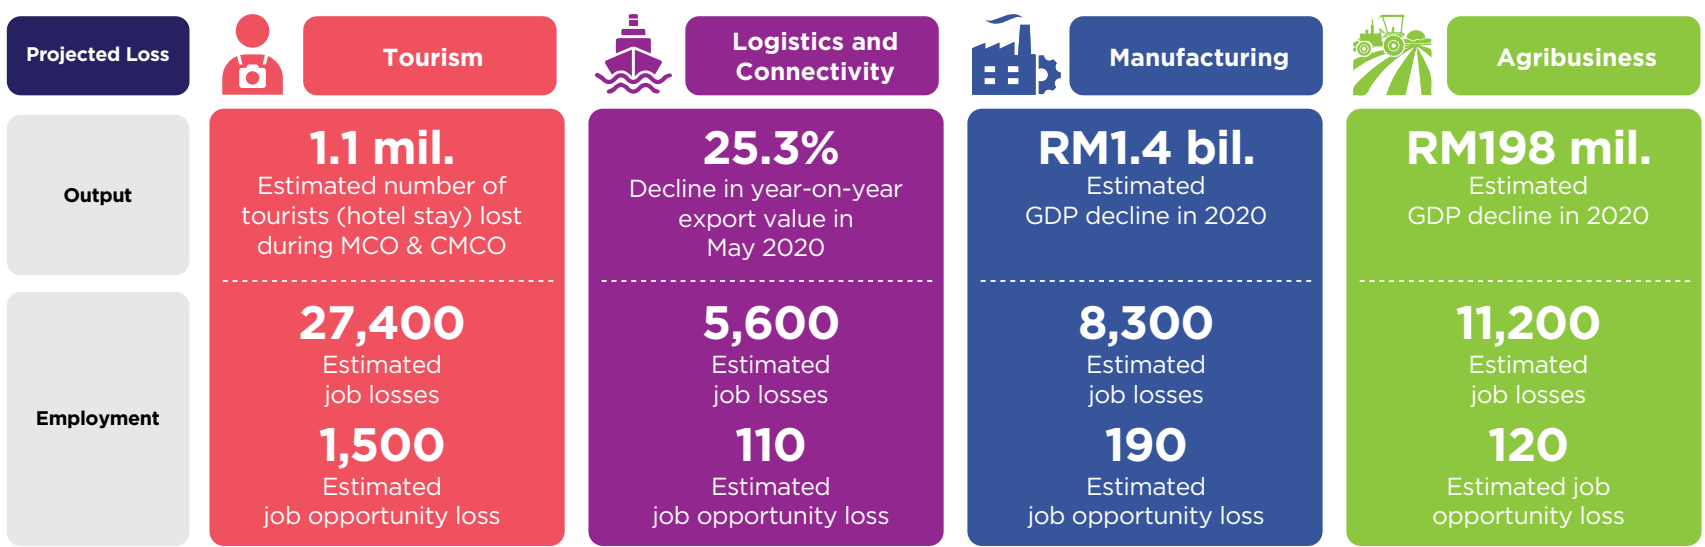 Projected Loss
Tourism
Logistics and
Connectivity
Manufacturing
Agribusiness
Output
1.1 mil.
Estimated number of
tourists (hotel stay) lost
during MCO & CMCO
25.3%
Decline in year-on-year
export value in
May 2020
RM1.4 bil.
Estimated
GDP decline in 2020
RM198 mil.
Estimated
GDP decline in 2020
Employment
27,400
Estimated
job losses
1,500
Estimated
job opportunity loss
5,600
Estimated
job losses
110
Estimated
job opportunity loss
8,300
Estimated
job losses
190
Estimated
job opportunity loss
11,200
Estimated
job losses
120
Estimated job
opportunity loss